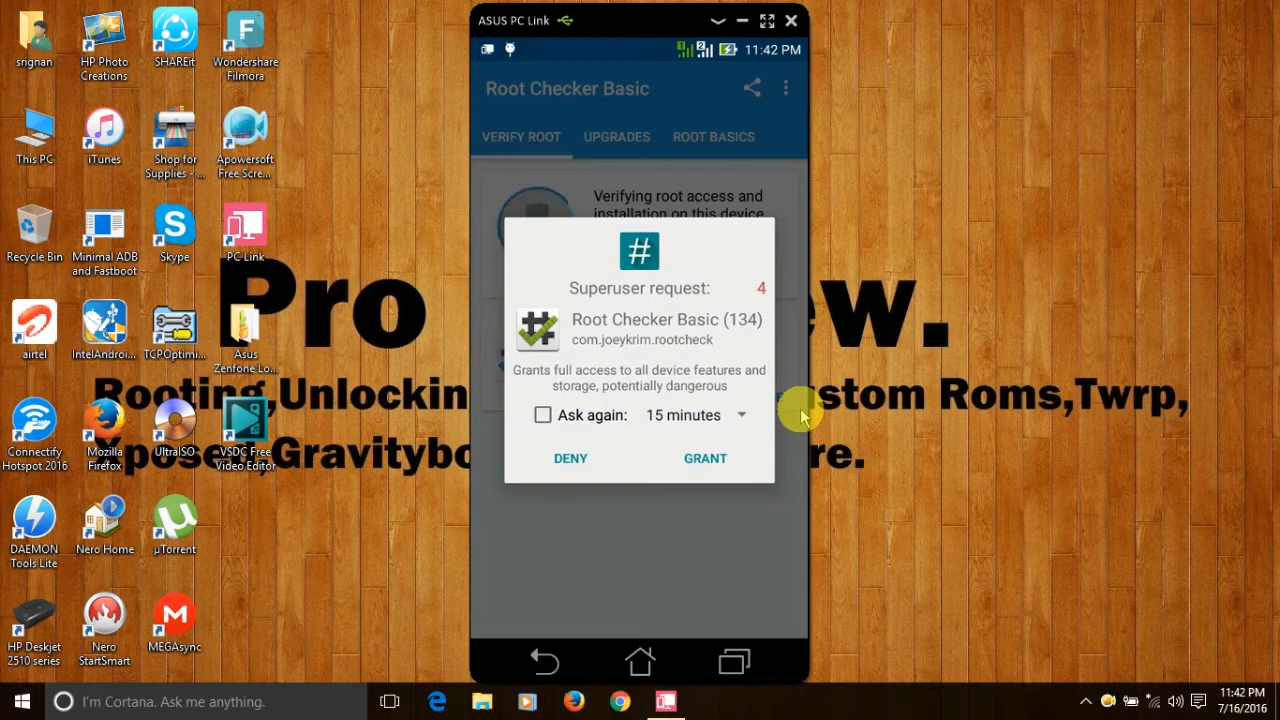 srignan
HP Photo
Creations
SHAREit
Wondershare
Filmora
This PC
iTunes
Shop for
Supplies - ...
Apowersoft
Free Scre...
Recycle Bin
Minimal ADB
and Fastboot
Skype
PC Link
airtel
IntelAndroi...
TCPOptimi...
Asus
Zenfone Lo...
Connectify
Hotspot 2016
Mozilla
Firefox
UltraISO
VSDC Free
Video Editor
DAEMON
Tools Lite
Nero Home
µTorrent
HP Deskjet
2510 series
Nero
StartSmart
MEGAsync
Pro
ew.
Rooting,Unlockin
stom Roms,Twrp,
Xposed,Gravitybo
re.
ASUS PC Link
1
2
11:42 PM
Root Checker Basic
VERIFY ROOT
UPGRADES
ROOT BASICS
Verifying root access and
installation on this device
#
Superuser request:
4
Root Checker Basic (134)
com.joeykrim.rootcheck
Grants full access to all device features and
storage, potentially dangerous
Ask again:
15 minutes
DENY
GRANT
I'm Cortana. Ask me anything.
11:42 PM
7/16/2016